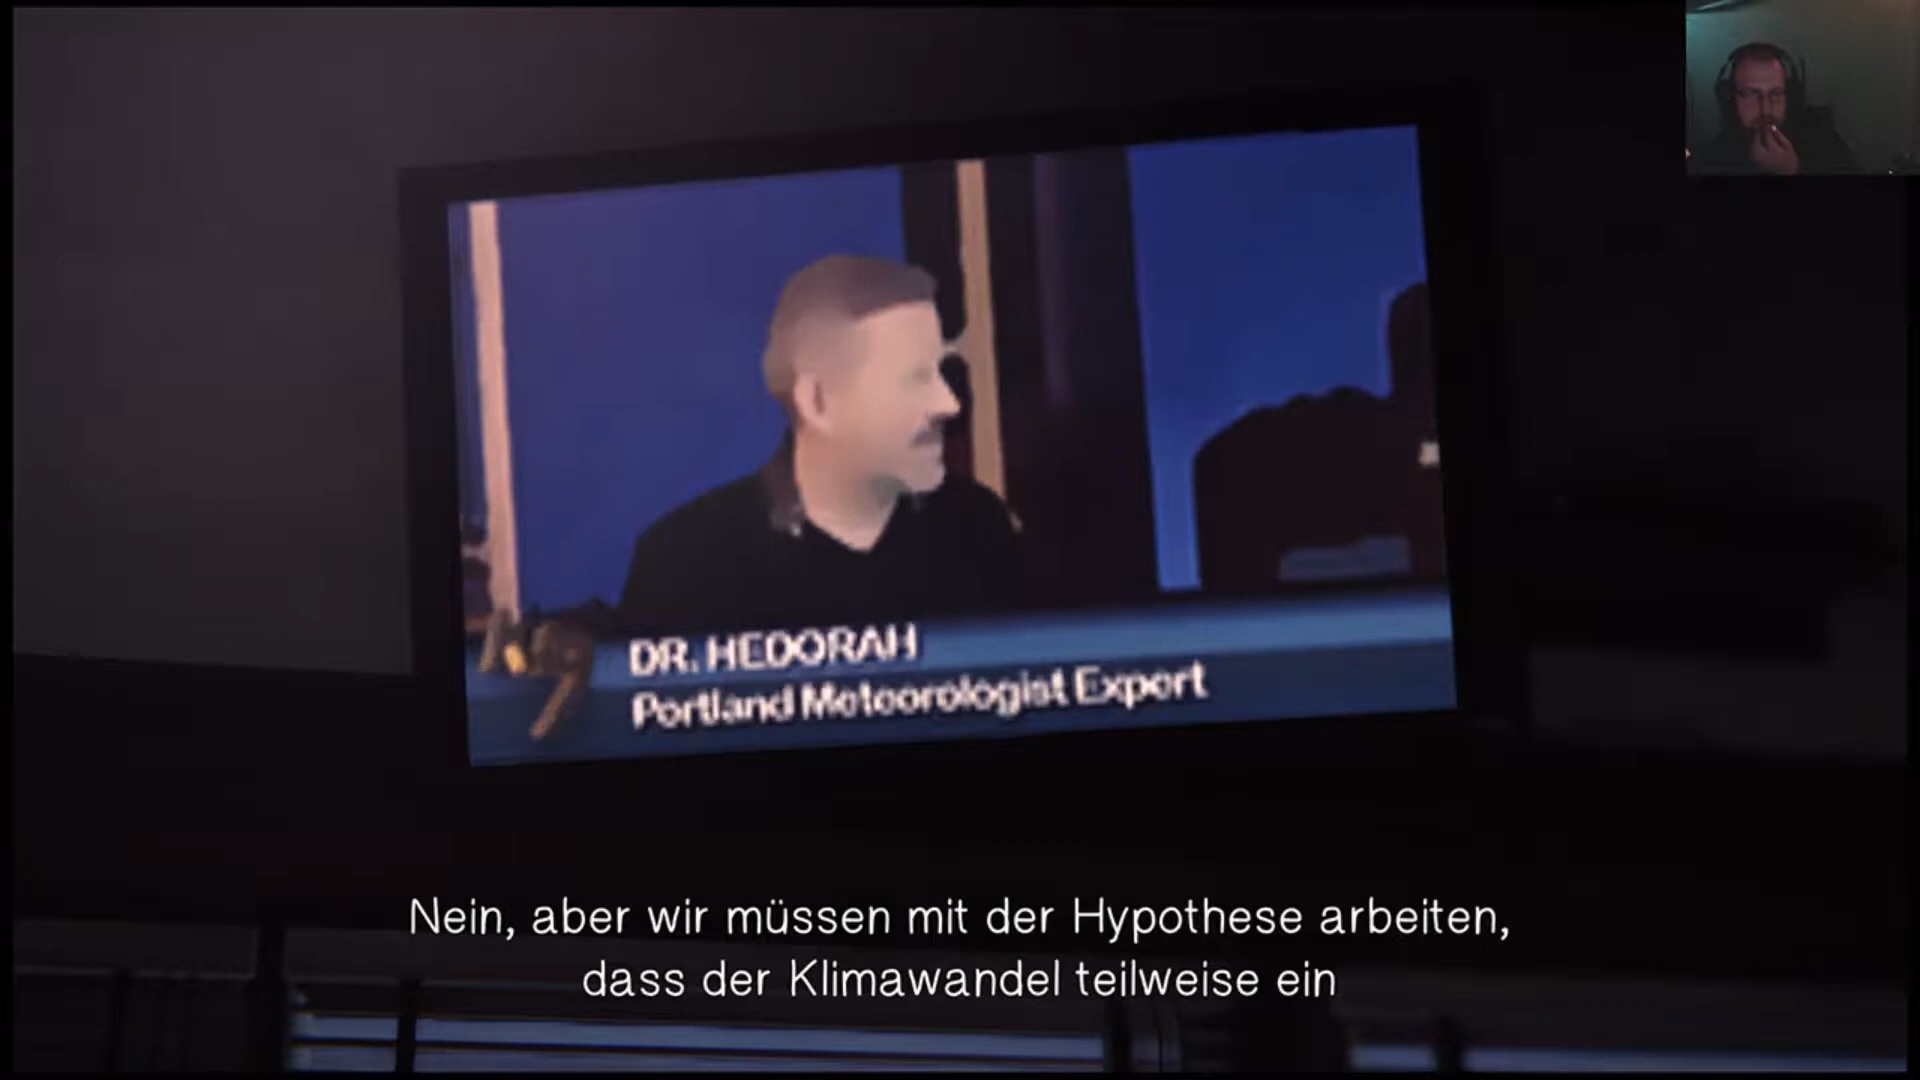 DR. HEDORAH
Portland Meteorologist Expert
Nein, aber wir müssen mit der Hypothese arbeiten,
dass der Klimawandel teilweise ein